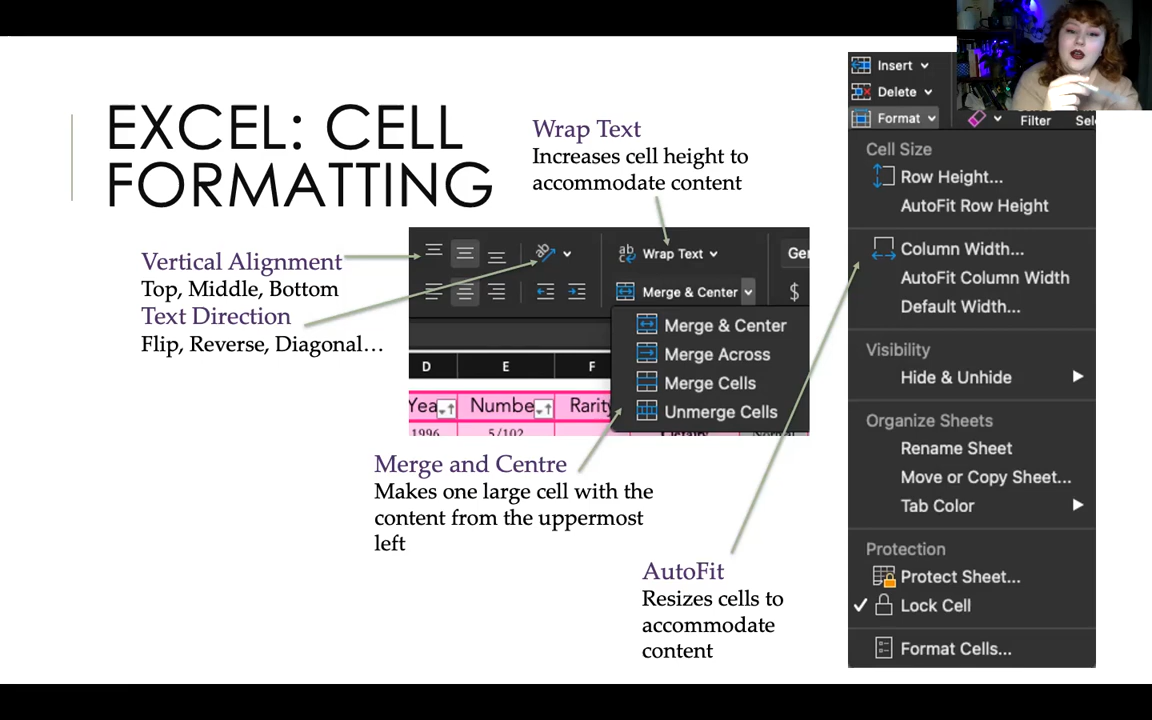 EXCEL: CELL
FORMATTING
Wrap Text
Increases cell height to
accommodate content
Vertical Alignment
Top, Middle, Bottom
Text Direction
Flip, Reverse, Diagonal…
ab
ab
c
Wrap Text
Ge
Merge & Center
$
Merge & Center
Merge Across
Merge Cells
Unmerge Cells
D
E
F
Yea
Numbe
Rarity
1996
5/102
Merge and Centre
Makes one large cell with the
content from the uppermost
left
AutoFit
Resizes cells to
accommodate
content
Insert
Delete
Format
Filter
Sel
Cell Size
Row Height...
AutoFit Row Height
Column Width...
AutoFit Column Width
Default Width...
Visibility
Hide & Unhide
Organize Sheets
Rename Sheet
Move or Copy Sheet...
Tab Color
Protection
Protect Sheet...
Lock Cell
Format Cells...